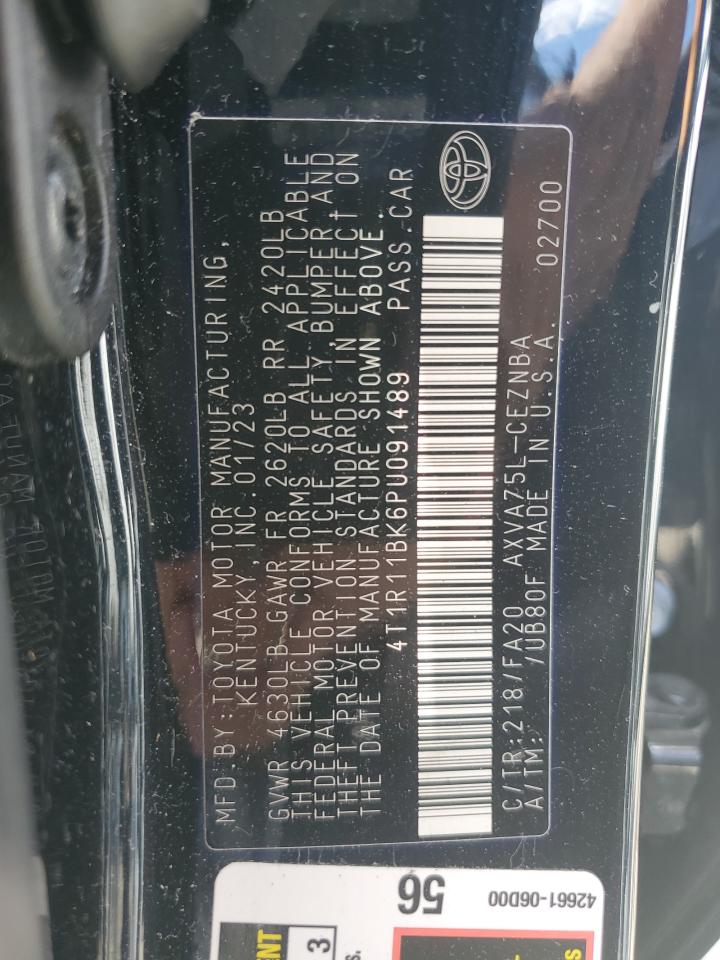 MFD.BY:TOYOTA MOTOR MANUFACTURING,
KENTUCKY,INC.01/23
GVWR 4630LB GAWR FR 2620LB RR 2420LB
THIS VEHICLE CONFORMS TO ALL APPLICABLE
FEDERAL MOTOR VEHICLE SAFETY,BUMPER,AND
THEFT PREVENTION STANDARDS IN EFFECT ON
THE DATE OF MANUFACTURE SHOWN ABOVE.
4T1R11BK6PU091489 PASS.CAR
C/TR:218/FA20 AXVA75L-CEZNBA
A/TM: /UB80F MADE IN U.S.A. 02700
56
42661-06D00
3